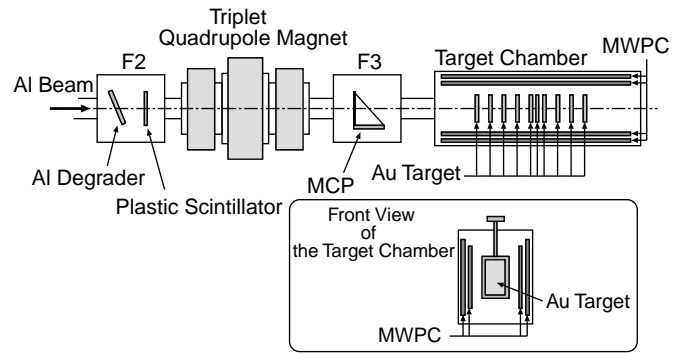 Triplet
Quadrupole Magnet
F2
F3
Target Chamber
MWPC
Al Beam
Al Degrader
Plastic Scintillator
MCP
Au Target
Front View
of
the Target Chamber
Au Target
MWPC